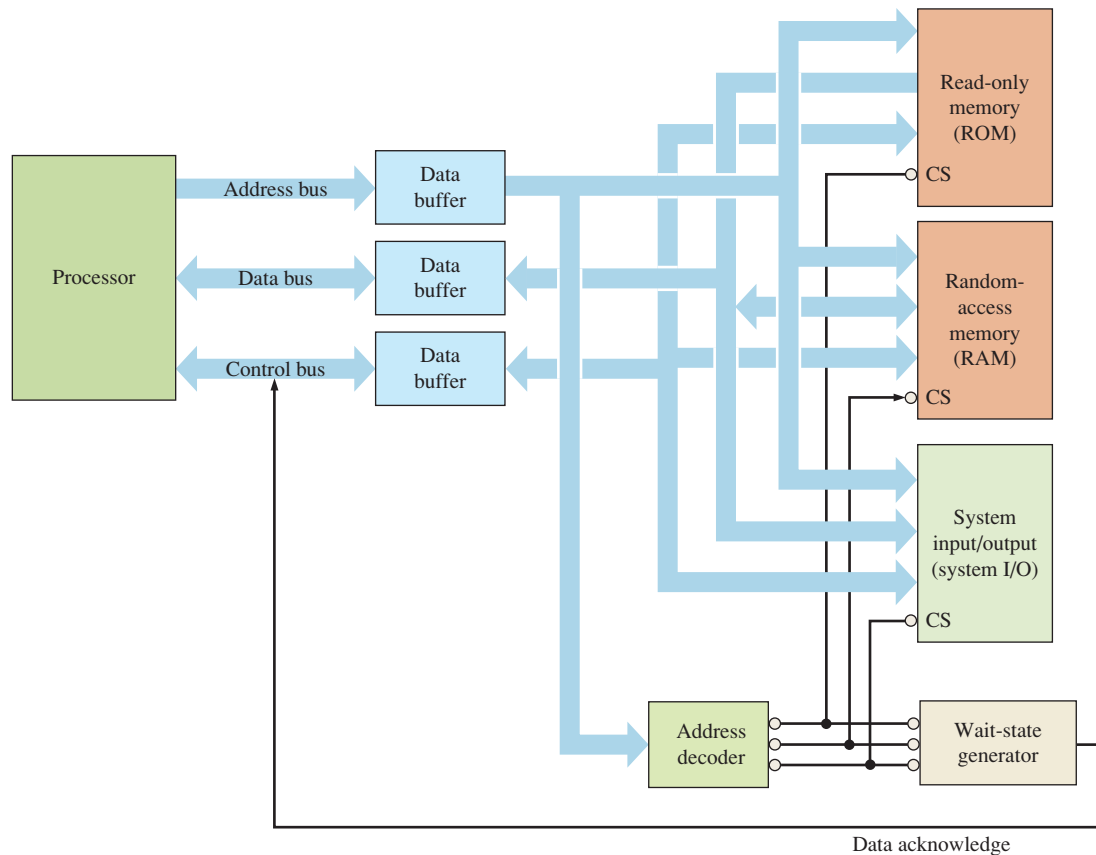 Processor
Address bus
Data
buffer
Data bus
Data
buffer
Control bus
Data
buffer
Read-only
memory
(ROM)
CS
Random-
access
memory
(RAM)
CS
System
input/output
(system I/O)
CS
Address
decoder
Wait-state
generator
Data acknowledge